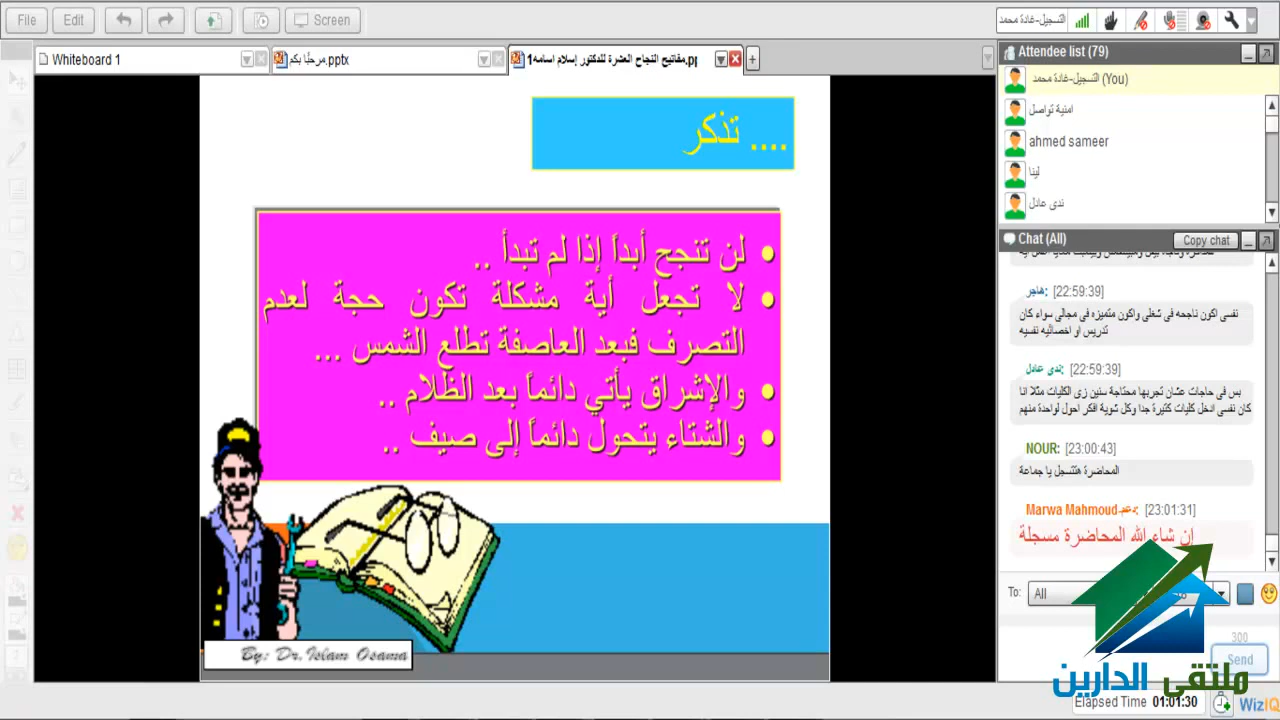 File
Edit
Screen
التسجيل-غادة محمد
Whiteboard 1
مرحبًا بكم.pptx
مفاتيح النجاح العشرة للدكتور إسلام اسامه1.pp
.... تذكر
لن تنجح أبداً إذا لم تبدأ ..
لا تجعل أية مشكلة تكون حجة لعدم
التصرف فبعد العاصفة تطلع الشمس ...
والإشراق يأتي دائماً بعد الظلام ..
والشتاء يتحول دائماً إلى صيف ..
By: Dr.Islam Osama
Attendee list (79)
التسجيل-غادة محمد (You)
امنية تواصل
ahmed sameer
لينا
ندى عادل
Chat (All)
Copy chat
هاجر: [22:59:39]
نفسى اكون ناجحه فى شغلى واكون متميزه فى مجالى سواء كان
تدريس او اخصائيه نفسيه
ندى عادل: [22:59:39]
بس فى حاجات عشان تجربها محتاجة سنين زى الكليات مثلا انا
كان نفسى ادخل كليات كتيرة جدا وكل شوية افكر احول لواحدة منهم
NOUR: [23:00:43]
المحاضرة هتتسجل يا جماعة
Marwa Mahmoud-دعم: [23:01:31]
إن شاء الله المحاضرة مسجلة
To:
All
300
Send
ملتقى الدارين
Elapsed Time 01:01:30
WizIQ